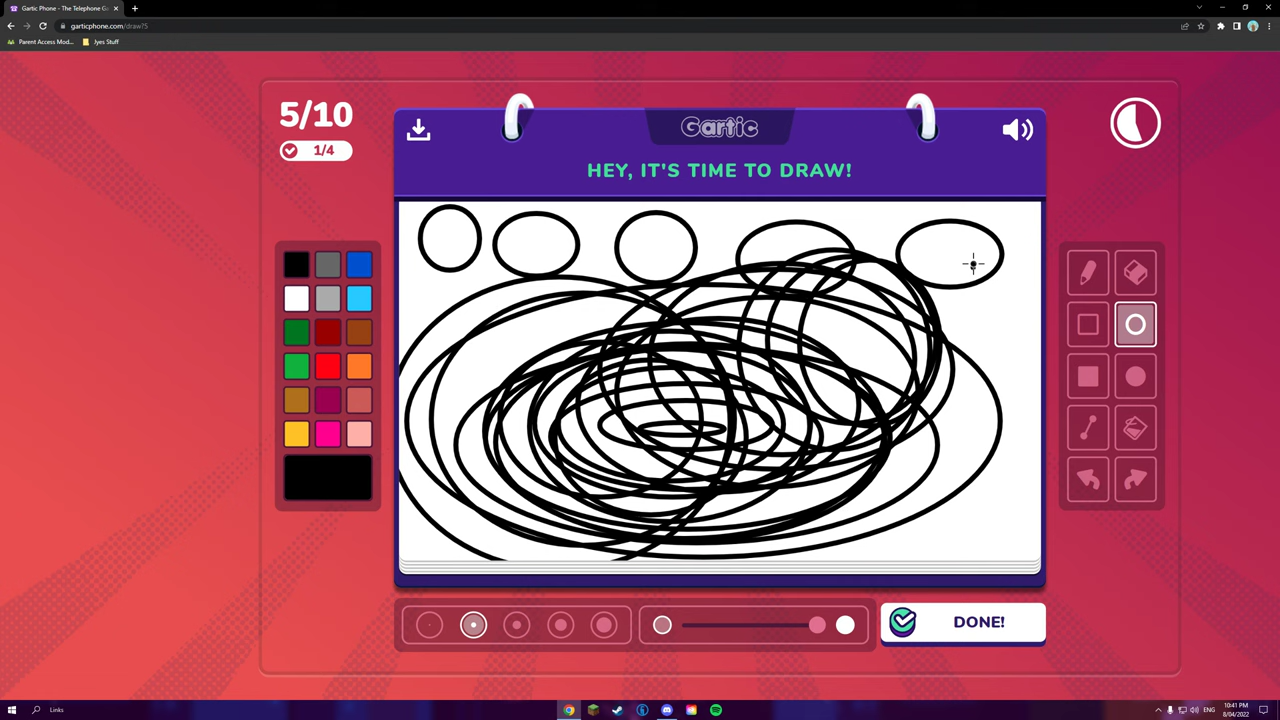 Gartic Phone - The Telephone G
garticphone.com/draw?5
Parent Access Mod...
Jyes Stuff
5/10
1/4
Gartic
HEY, IT'S TIME TO DRAW!
DONE!
Links
ENG
10:41 PM
8/04/2022